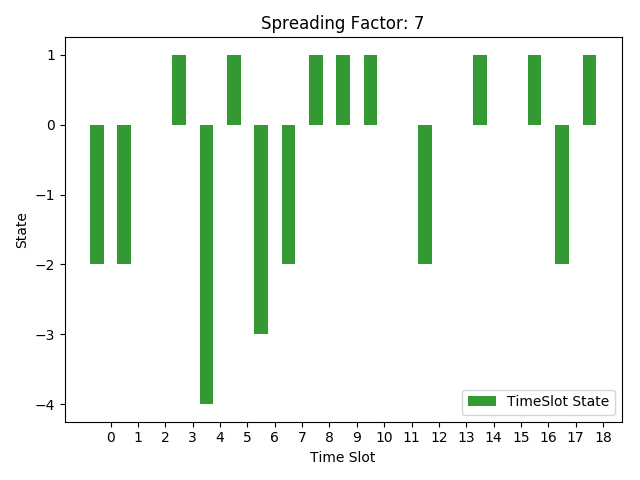 Spreading Factor: 7
State
1
0
−1
−2
−3
−4
TimeSlot State
0 1 2 3 4 5 6 7 8 9 10 11 12 13 14 15 16 17 18
Time Slot